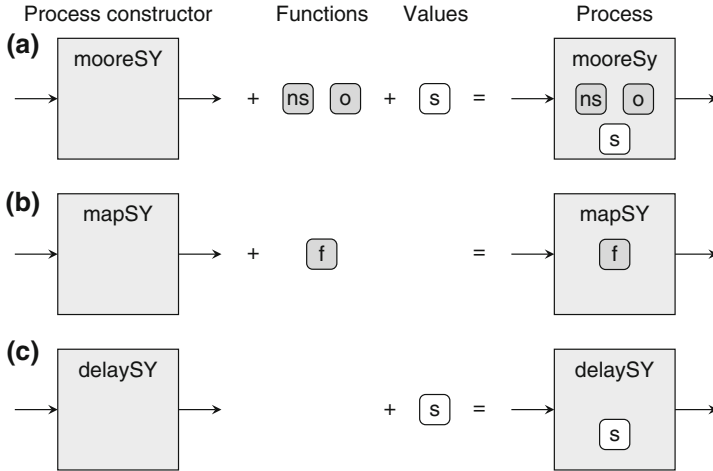 Process constructor Functions Values Process
(a) mooreSY mooreSy
+ ns o + s = ns o
s
(b) mapSY mapSY
+ f = f
(c) delaySY delaySY
+ s = s